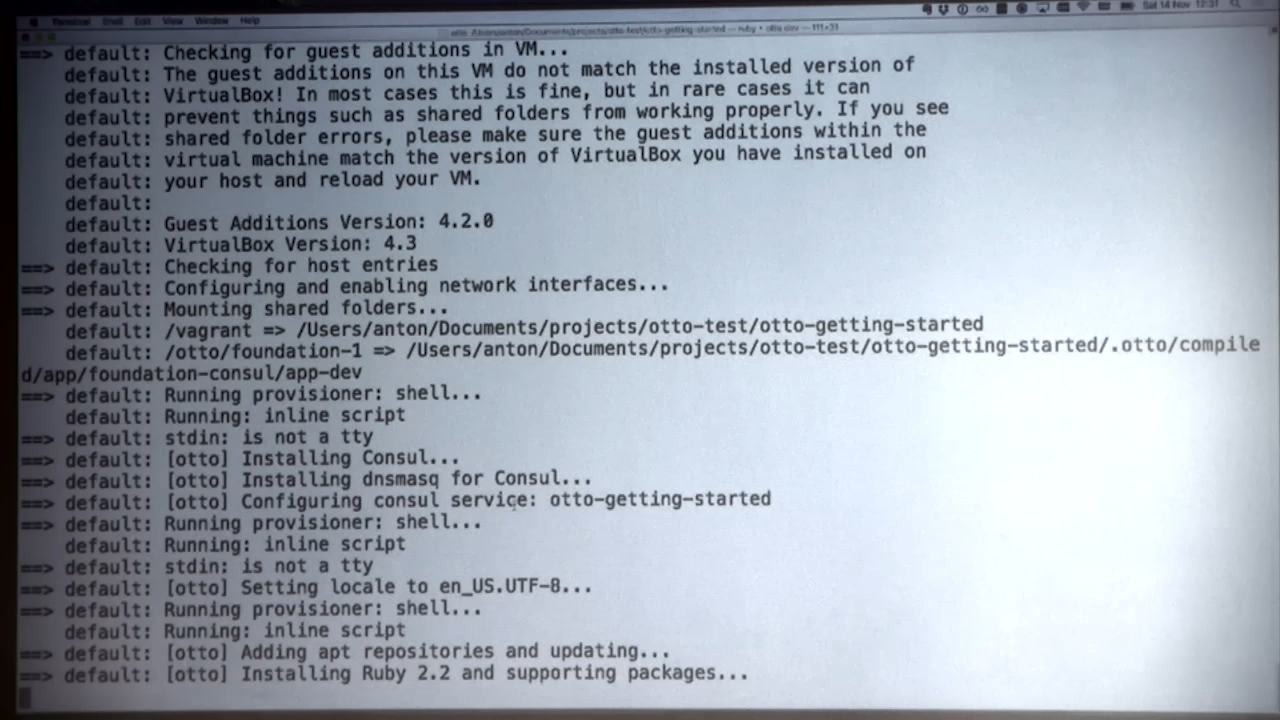 Terminal Shell Edit View Window Help
Sat 14 Nov 12:31
==> default: Checking for guest additions in VM...
default: The guest additions on this VM do not match the installed version of
default: VirtualBox! In most cases this is fine, but in rare cases it can
default: prevent things such as shared folders from working properly. If you see
default: shared folder errors, please make sure the guest additions within the
default: virtual machine match the version of VirtualBox you have installed on
default: your host and reload your VM.
default:
default: Guest Additions Version: 4.2.0
default: VirtualBox Version: 4.3
==> default: Checking for host entries
==> default: Configuring and enabling network interfaces...
==> default: Mounting shared folders...
default: /vagrant => /Users/anton/Documents/projects/otto-test/otto-getting-started
default: /otto/foundation-1 => /Users/anton/Documents/projects/otto-test/otto-getting-started/.otto/compile
d/app/foundation-consul/app-dev
==> default: Running provisioner: shell...
default: Running: inline script
==> default: stdin: is not a tty
==> default: [otto] Installing Consul...
==> default: [otto] Installing dnsmasq for Consul...
==> default: [otto] Configuring consul service: otto-getting-started
==> default: Running provisioner: shell...
default: Running: inline script
==> default: stdin: is not a tty
==> default: [otto] Setting locale to en_US.UTF-8...
==> default: Running provisioner: shell...
default: Running: inline script
==> default: [otto] Adding apt repositories and updating...
==> default: [otto] Installing Ruby 2.2 and supporting packages...